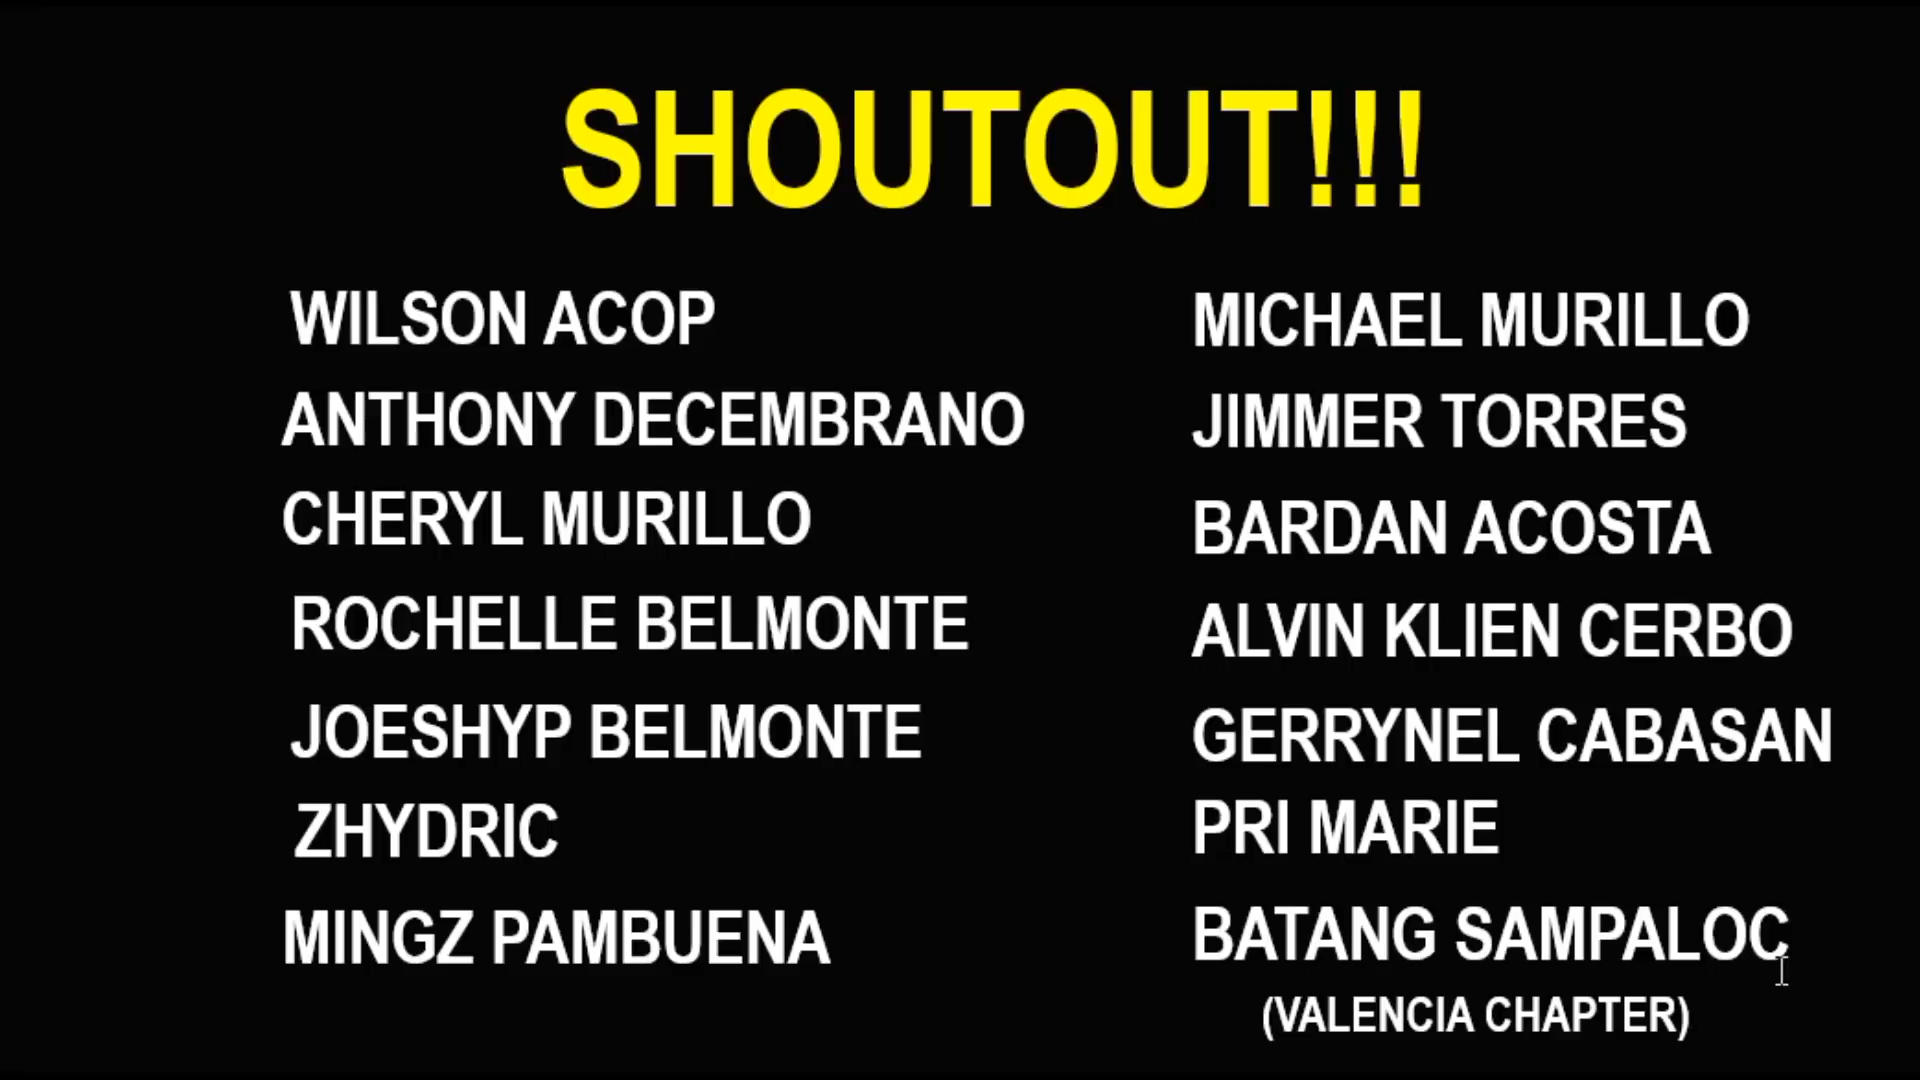 SHOUTOUT!!!
WILSON ACOP
ANTHONY DECEMBRANO
CHERYL MURILLO
ROCHELLE BELMONTE
JOESHYP BELMONTE
ZHYDRIC
MINGZ PAMBUENA
MICHAEL MURILLO
JIMMER TORRES
BARDAN ACOSTA
ALVIN KLIEN CERBO
GERRYNEL CABASAN
PRI MARIE
BATANG SAMPALOC
(VALENCIA CHAPTER)